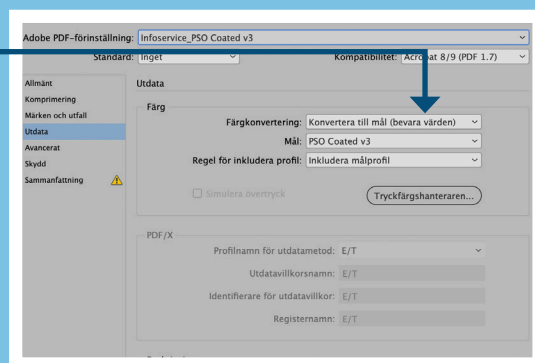 Adobe PDF-förinställning: Infoservice_PSO Coated v3
Standard: Inget Kompatibilitet: Acrobat 8/9 (PDF 1.7)
Allmänt
Komprimering
Märken och utfall
Utdata
Avancerat
Skydd
Sammanfattning
Utdata
Färg
Färgkonvertering: Konvertera till mål (bevara värden)
Mål: PSO Coated v3
Regel för inkludera profil: Inkludera målprofil
Simulera övertryck Tryckfärgshanteraren...
PDF/X
Profilnamn för utdatametod: E/T
Utdatavillkorsnamn: E/T
Identifierare för utdatavillkor: E/T
Registernamn: E/T